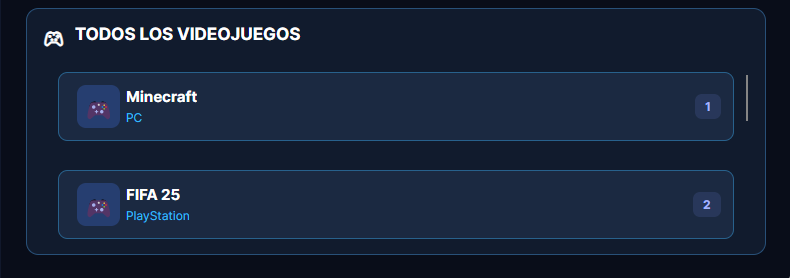 TODOS LOS VIDEOJUEGOS
Minecraft
PC
1
FIFA 25
PlayStation
2